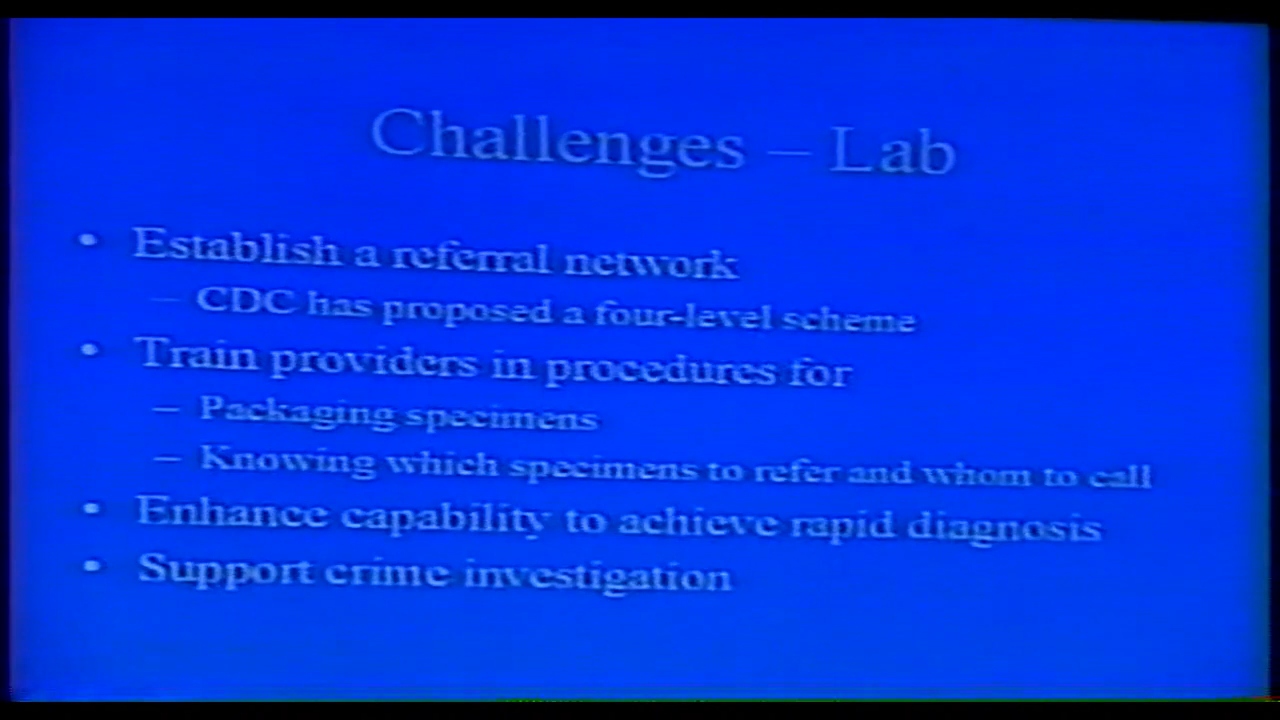 Challenges – Lab
• Establish a referral network
– CDC has proposed a four-level scheme
• Train providers in procedures for
– Packaging specimens
– Knowing which specimens to refer and whom to call
• Enhance capability to achieve rapid diagnosis
• Support crime investigation